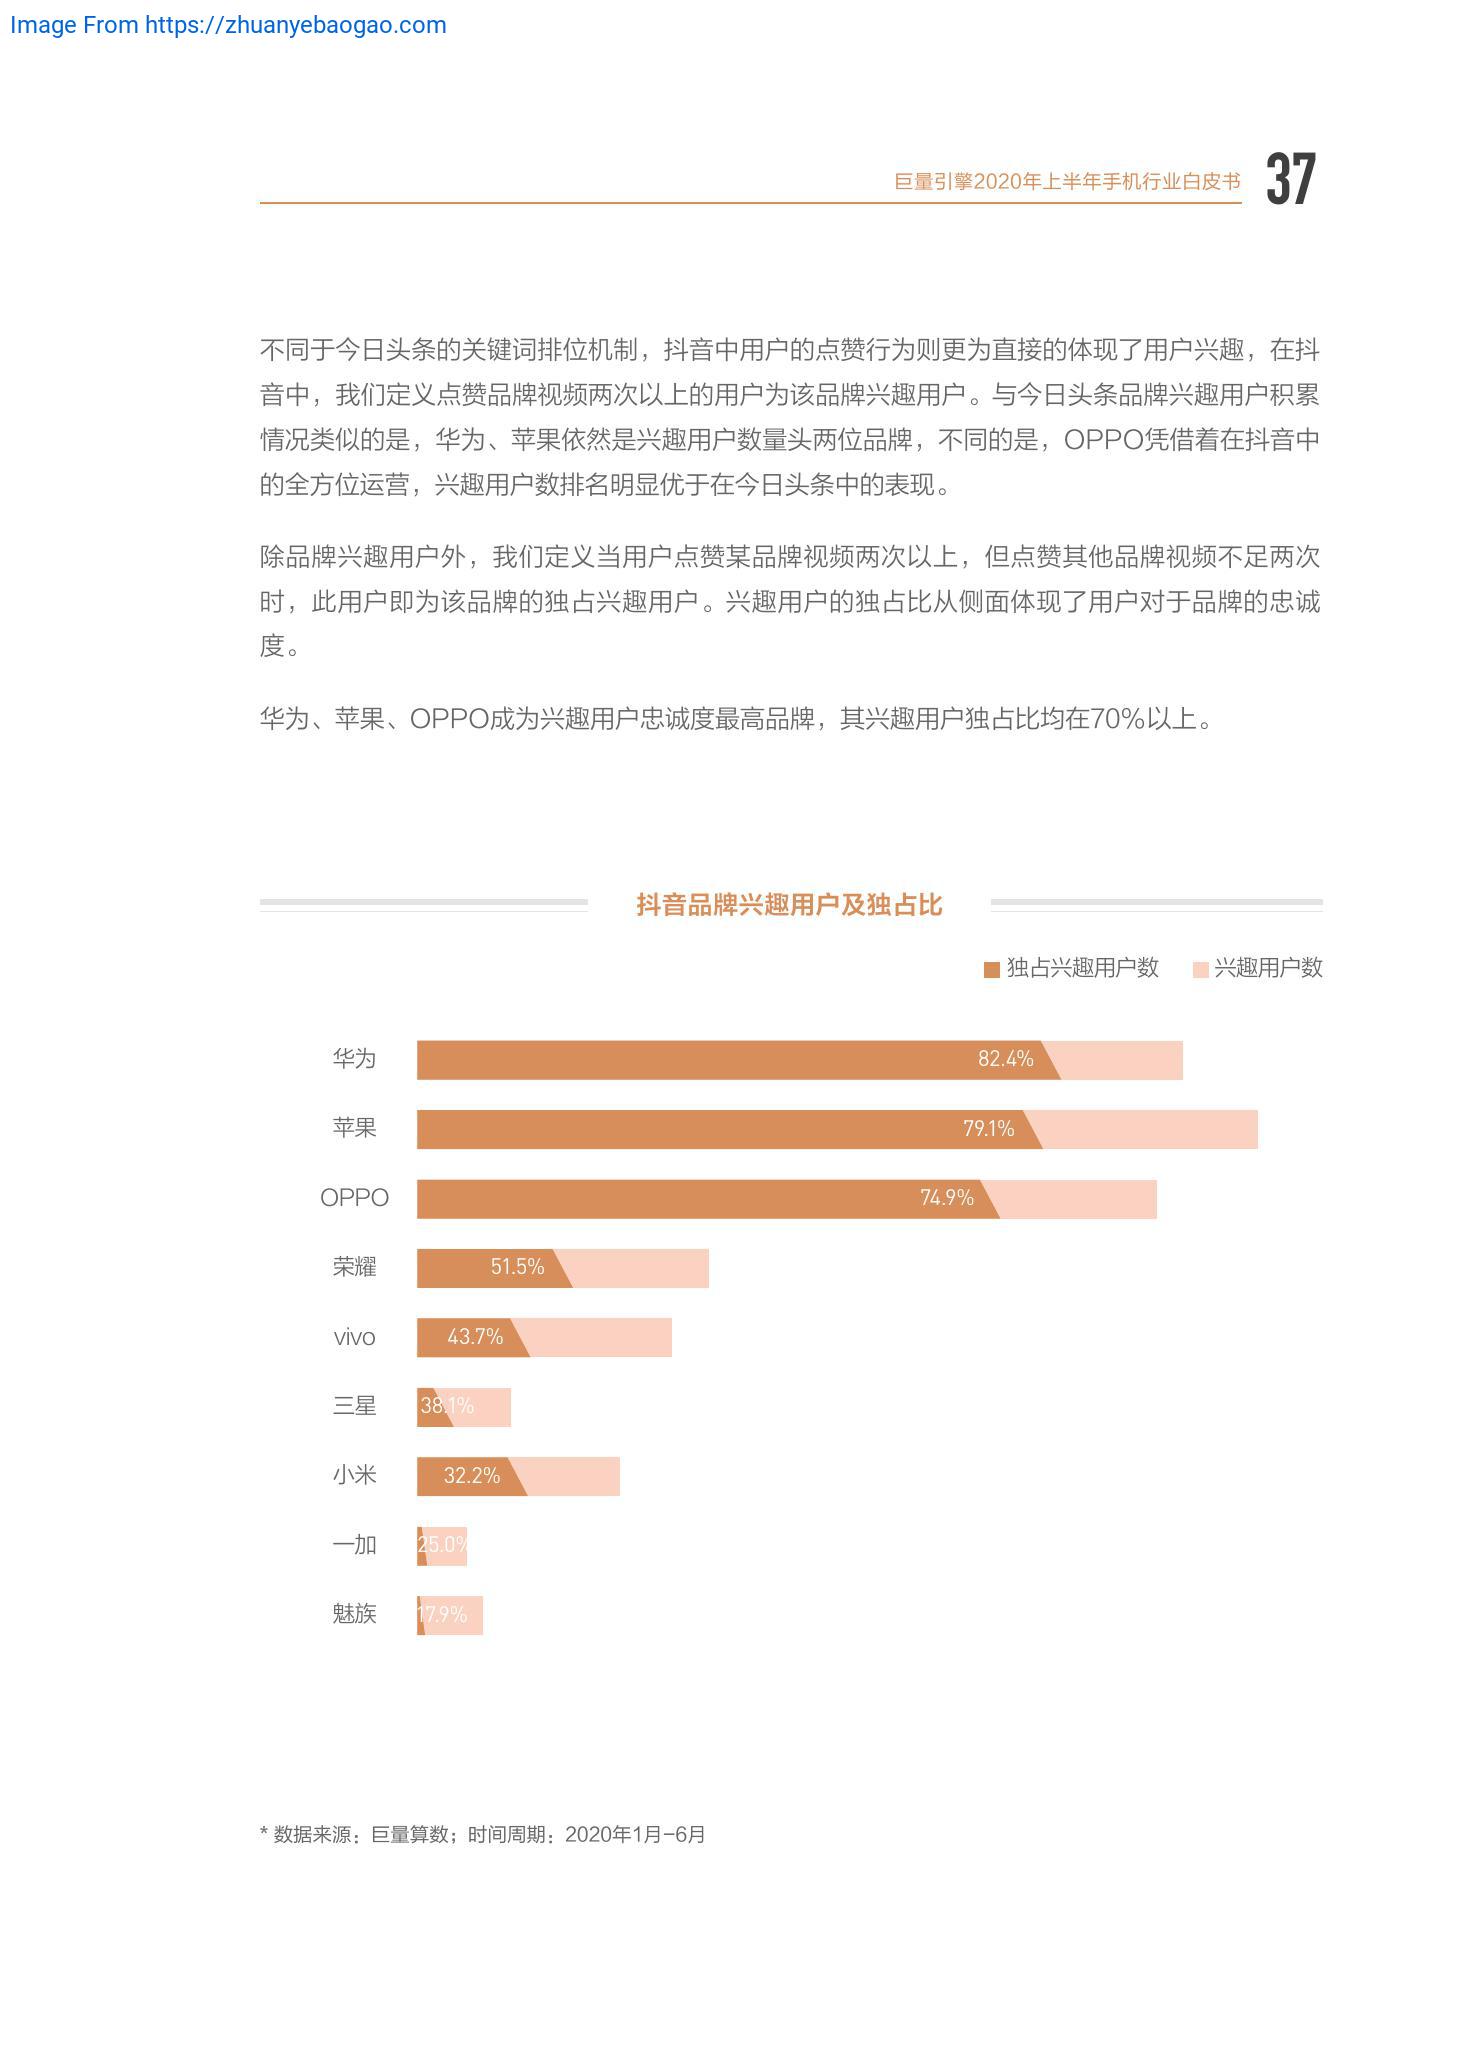 Image From https://zhuanyebaogao.com
巨量引擎2020年上半年手机行业白皮书 37
不同于今日头条的关键词排位机制，抖音中用户的点赞行为则更为直接的体现了用户兴趣，在抖
音中，我们定义点赞品牌视频两次以上的用户为该品牌兴趣用户。与今日头条品牌兴趣用户积累
情况类似的是，华为、苹果依然是兴趣用户数量头两位品牌，不同的是，OPPO凭借着在抖音中
的全方位运营，兴趣用户数排名明显优于在今日头条中的表现。
除品牌兴趣用户外，我们定义当用户点赞某品牌视频两次以上，但点赞其他品牌视频不足两次
时，此用户即为该品牌的独占兴趣用户。兴趣用户的独占比从侧面体现了用户对于品牌的忠诚
度。
华为、苹果、OPPO成为兴趣用户忠诚度最高品牌，其兴趣用户独占比均在70%以上。
抖音品牌兴趣用户及独占比
独占兴趣用户数 兴趣用户数
华为 82.4%
苹果 79.1%
OPPO 74.9%
荣耀 51.5%
vivo 43.7%
三星 38.1%
小米 32.2%
一加 25.0%
魅族 17.9%
* 数据来源：巨量算数；时间周期：2020年1月-6月